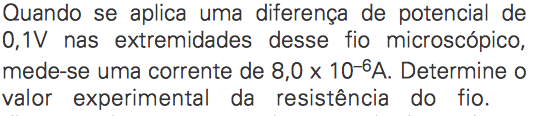 Quando se aplica uma diferença de potencial de
0,1V nas extremidades desse fio microscópico,
mede-se uma corrente de 8,0 x 10–6A. Determine o
valor experimental da resistência do fio.